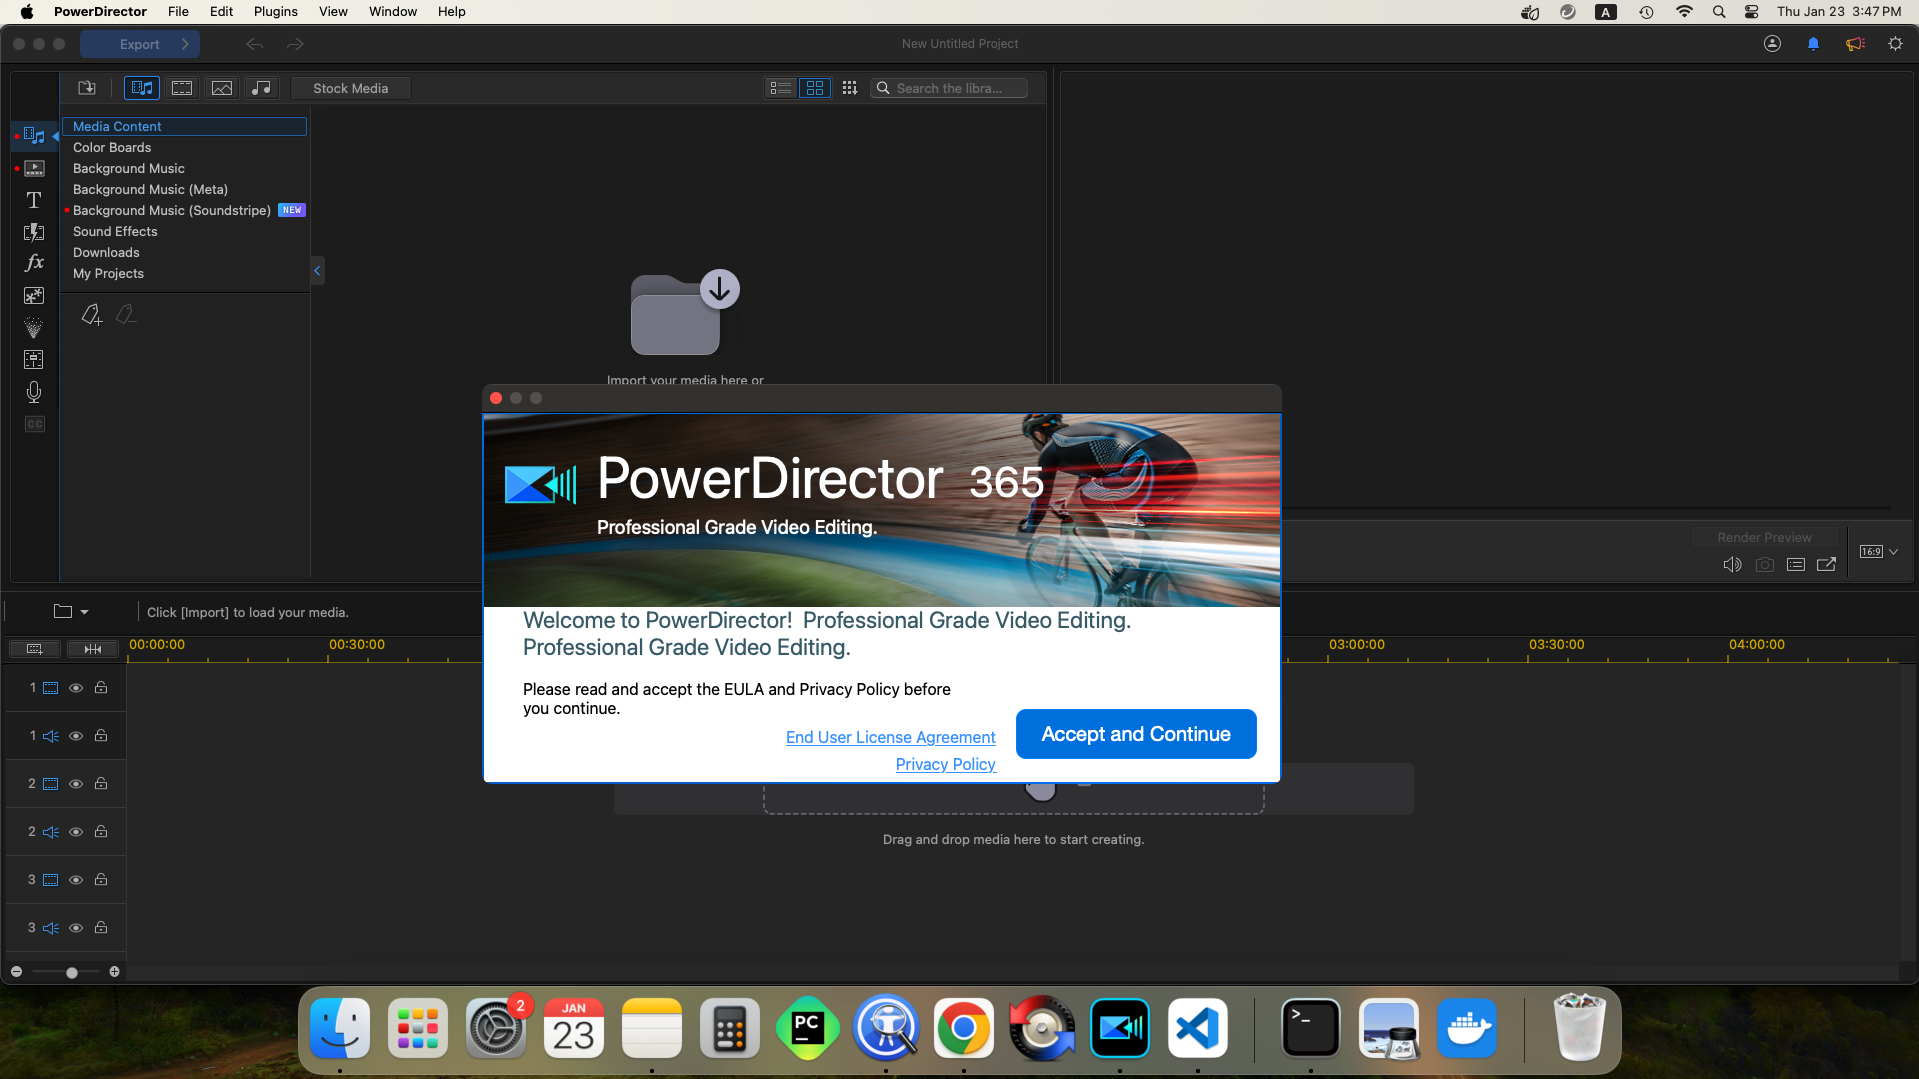 PowerDirector File Edit Plugins View Window Help
A Thu Jan 23 3:47 PM
Export
New Untitled Project
Stock Media
Search the libra...
Media Content
Color Boards
Background Music
Background Music (Meta)
Background Music (Soundstripe) NEW
Sound Effects
Downloads
My Projects
T
fx
CC
Import your media here or
PowerDirector 365
Professional Grade Video Editing.
Welcome to PowerDirector! Professional Grade Video Editing.
Professional Grade Video Editing.
Please read and accept the EULA and Privacy Policy before
you continue.
End User License Agreement
Privacy Policy
Accept and Continue
Render Preview
16:9
Click [Import] to load your media.
00:00:00 00:30:00 03:00:00 03:30:00 04:00:00
1
1
2
2
3
3
Drag and drop media here to start creating.
2
JAN
23
PC
>_